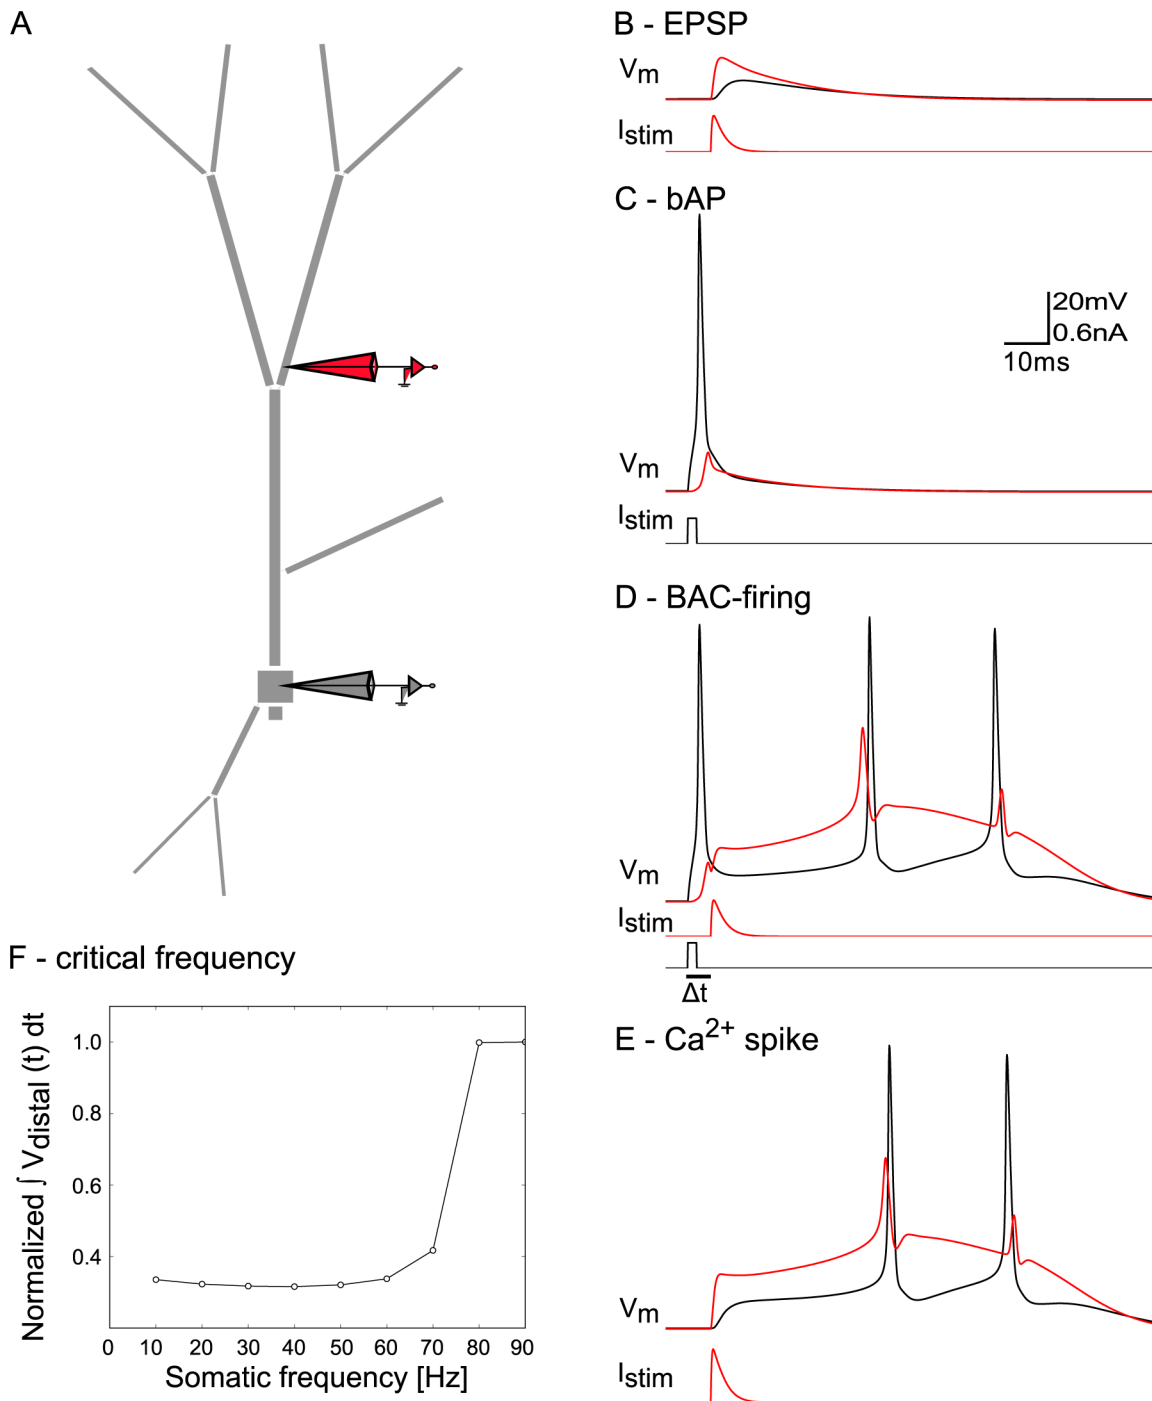 A
B - EPSP
Vm
Istim
C - bAP
20mV
0.6nA
10ms
Vm
Istim
D - BAC-firing
Vm
Istim
Δt
F - critical frequency
Normalized ∫ Vdistal (t) dt
1.0
0.8
0.6
0.4
0 10 20 30 40 50 60 70 80 90
Somatic frequency [Hz]
E - Ca2+ spike
Vm
Istim